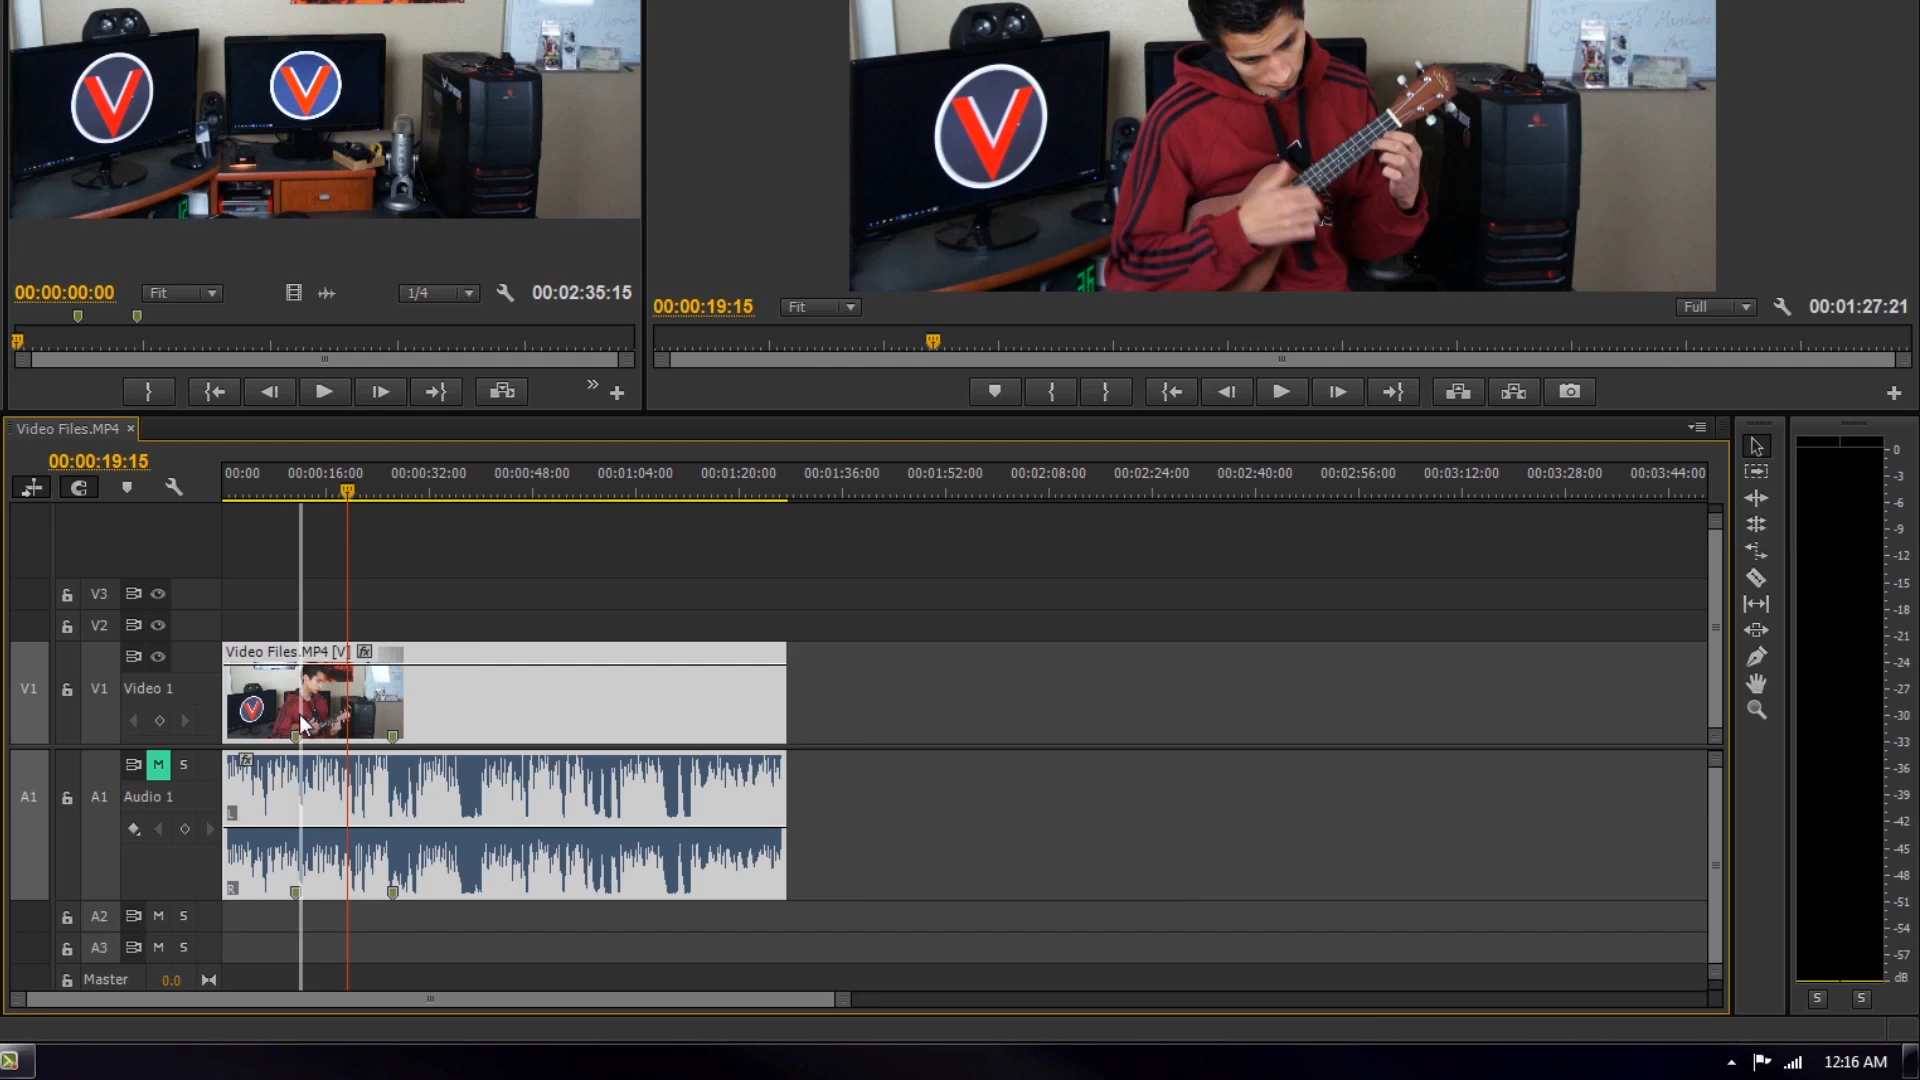 00:00:00:00
Fit
1/4
00:02:35:15
00:00:19:15
Fit
Full
00:01:27:21
Video Files.MP4 ×
00:00:19:15
00:00 00:00:16:00 00:00:32:00 00:00:48:00 00:01:04:00 00:01:20:00 00:01:36:00 00:01:52:00 00:02:08:00 00:02:24:00 00:02:40:00 00:02:56:00 00:03:12:00 00:03:28:00 00:03:44:00
V3
V2
Video Files.MP4 [V] fx
V1 V1 Video 1
M S
fx
A1 A1 Audio 1
L
R
A2 M S
A3 M S
Master 0.0
0
-3
-6
-9
-12
-15
-18
-21
-24
-27
-30
-33
-36
-39
-42
-45
-48
-51
-54
-57
dB
S S
12:16 AM